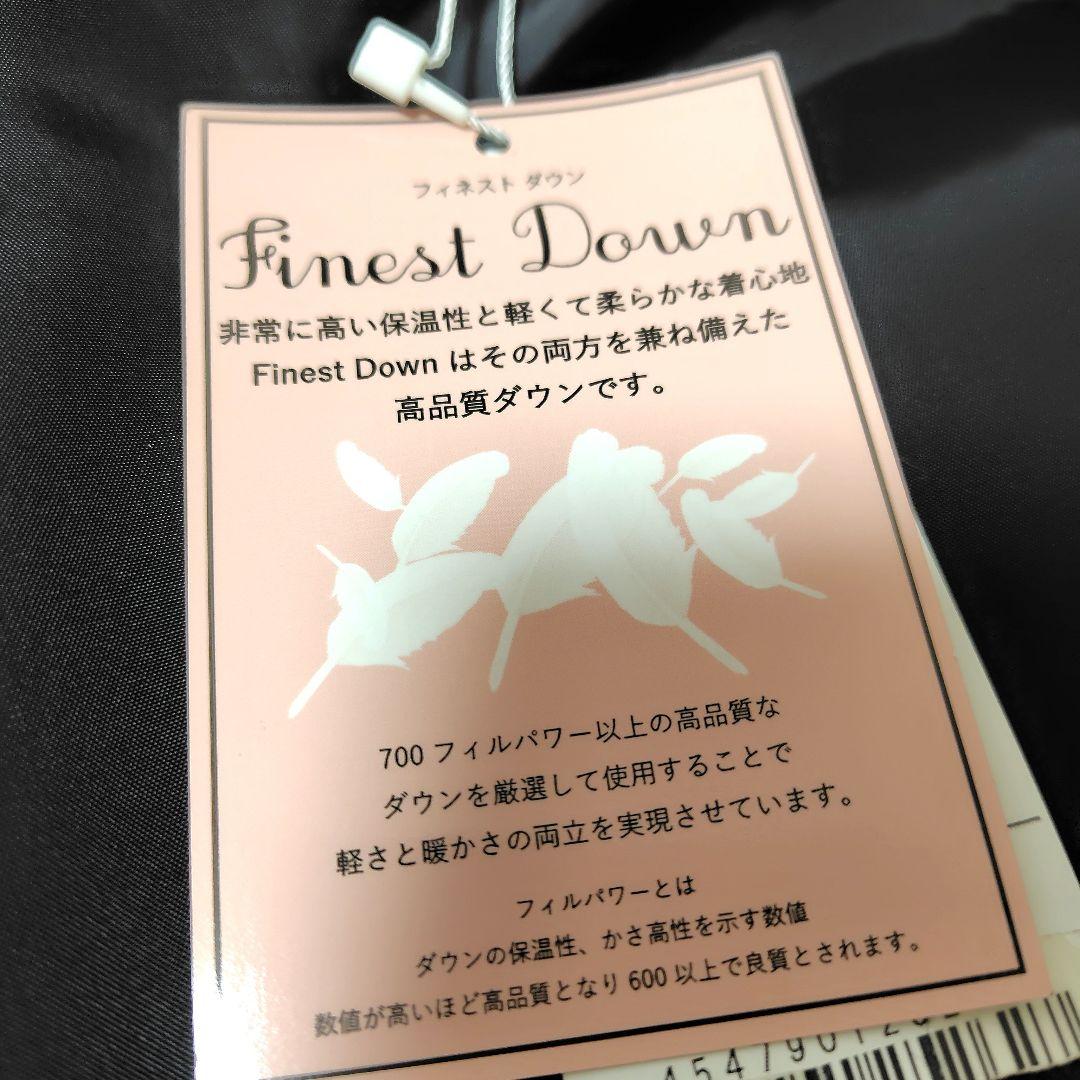 フィネスト ダウン
Finest Down
非常に高い保温性と軽くて柔らかな着心地
Finest Down はその両方を兼ね備えた
高品質ダウンです。
700 フィルパワー以上の高品質な
ダウンを厳選して使用することで
軽さと暖かさの両立を実現させています。
フィルパワーとは
ダウンの保温性、かさ高性を示す数値
数値が高いほど高品質となり 600 以上で良質とされます。